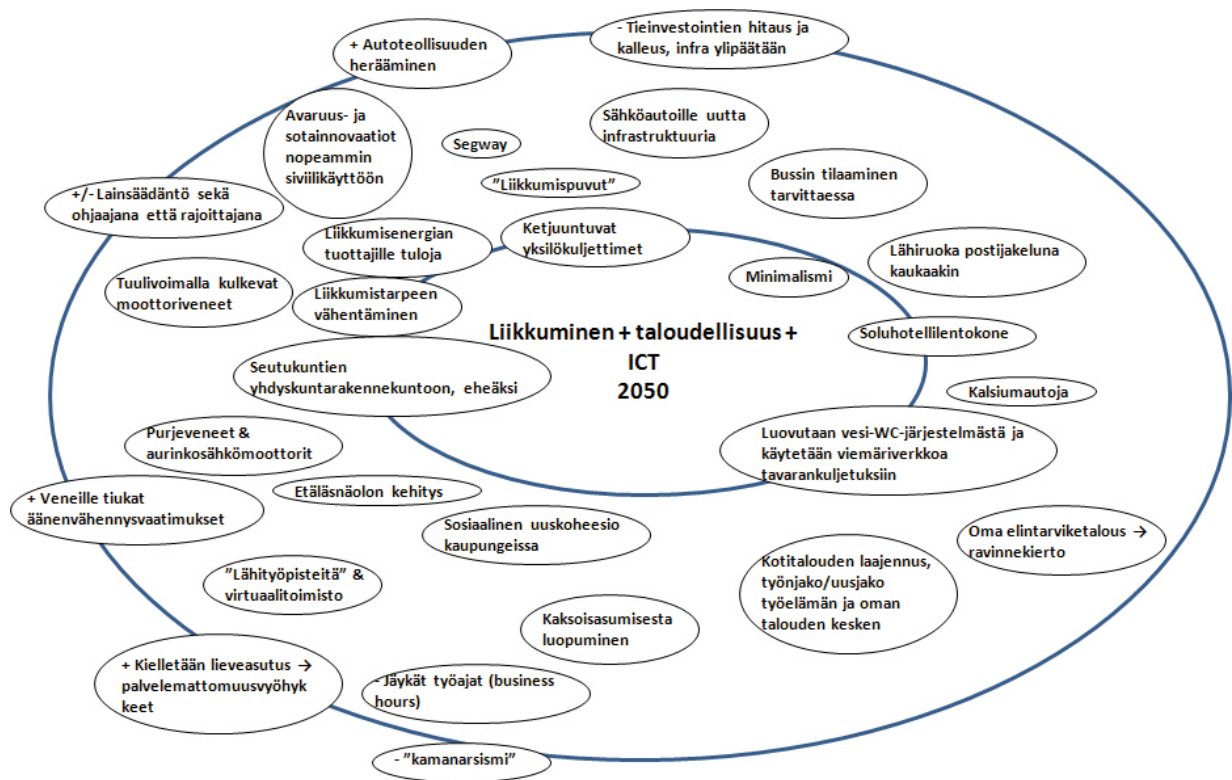 - Tieinvestointien hitaus ja
kalleus, infra ylipäätään
+ Autoteollisuuden
herääminen
Avaruus- ja
sotainnovaatiot
nopeammin
siviilikäyttöön
Sähköautoille uutta
infrastruktuuria
Segway
Bussin tilaaminen
tarvittaessa
"Liikkumispuvut"
+/- Lainsäädäntö sekä
ohjaajana että rajoittajana
Liikkumisenergian
tuottajille tuloja
Ketjuuntuvat
yksilökuljettimet
Lähiruoka postijakeluna
kaukaakin
Minimalismi
Tuulivoimalla kulkevat
moottoriveneet
Liikkumistarpeen
vähentäminen
Liikkuminen + taloudellisuus +
ICT
2050
Soluhotellilentokone
Seutukuntien
yhdyskuntarakennekuntoon, eheäksi
Kalsiumautoja
Luovutaan vesi-WC-järjestelmästä ja
käytetään viemäriverkkoa
tavarankuljetuksiin
Purjeveneet &
aurinkosähkömoottorit
+ Veneille tiukat
äänenvähennysvaatimukset
Etäläsnäolon kehitys
Sosiaalinen uuskoheesio
kaupungeissa
Oma elintarviketalous →
ravinnekierto
Kotitalouden laajennus,
työnjako/uusjako
työelämän ja oman
talouden kesken
"Lähityöpisteitä" &
virtuaalitoimisto
Kaksoisasumisesta
luopuminen
+ Kielletään lieveasutus →
palvelemattomuusvyöhyk
keet
- Jäykät työajat (business
hours)
- "kamanarsismi"